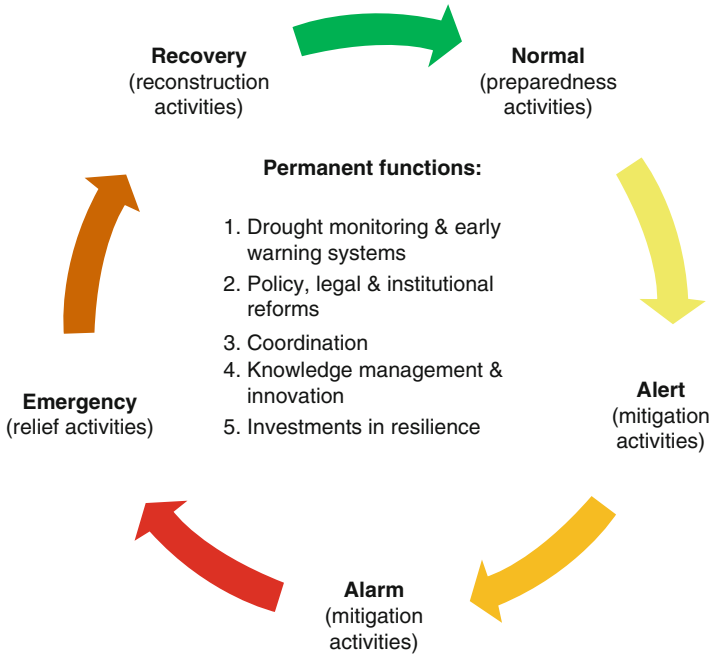 Recovery
(reconstruction
activities)
Normal
(preparedness
activities)
Permanent functions:
1. Drought monitoring & early
warning systems
2. Policy, legal & institutional
reforms
3. Coordination
4. Knowledge management &
innovation
5. Investments in resilience
Alert
(mitigation
activities)
Emergency
(relief activities)
Alarm
(mitigation
activities)